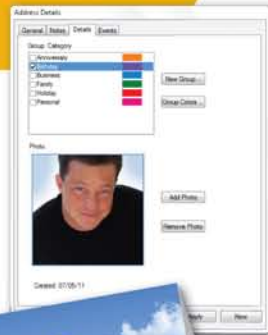 Address Details
General Notes Details Events
Group Category
Anniversary
Birthday
Business
Family
Holiday
Personal
New Group...
Group Colors...
Photo
Add Photo
Remove Photo
Created: 07/05/11
Apply New